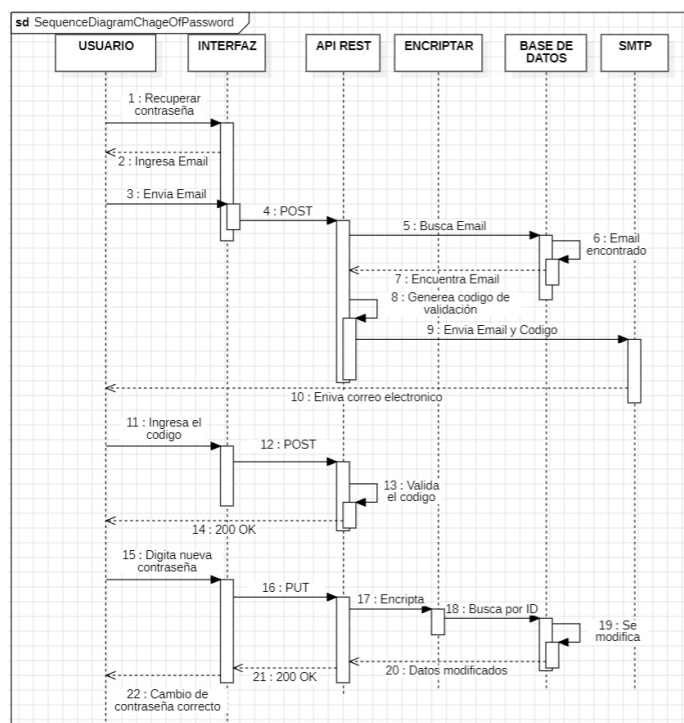 sd SequenceDiagramChageOfPassword
USUARIO
INTERFAZ
API REST
ENCRIPTAR
BASE DE
DATOS
SMTP
1 : Recuperar
contraseña
2 : Ingresa Email
3 : Envia Email
4 : POST
5 : Busca Email
6 : Email
encontrado
7 : Encuentra Email
8 : Generea codigo de
validación
9 : Envia Email y Codigo
10 : Eniva correo electronico
11 : Ingresa el
codigo
12 : POST
13 : Valida
el codigo
14 : 200 OK
15 : Digita nueva
contraseña
16 : PUT
17 : Encripta
18 : Busca por ID
19 : Se
modifica
20 : Datos modificados
21 : 200 OK
22 : Cambio de
contraseña correcto